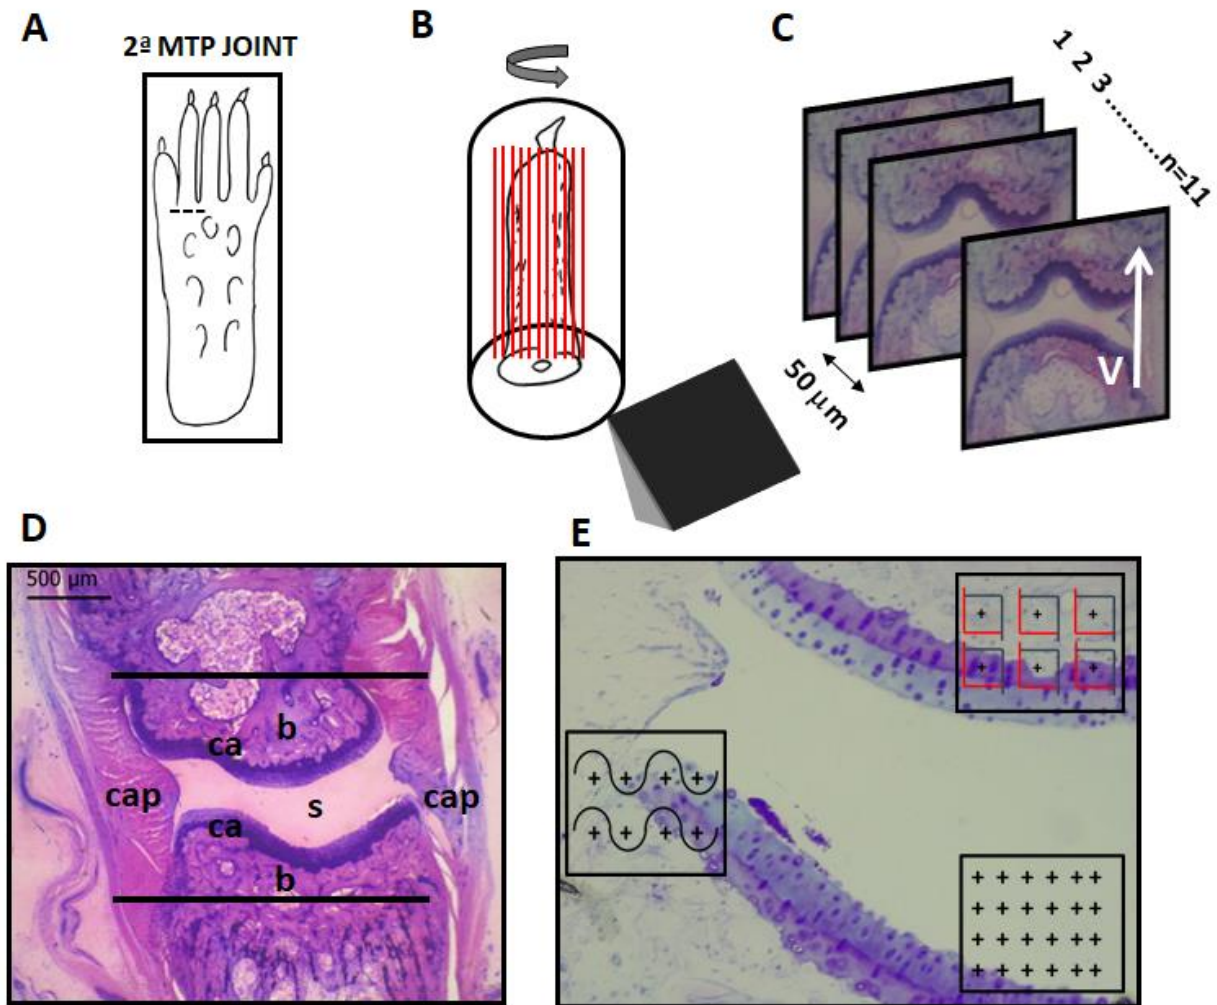 A
2ª MTP JOINT
B
C
1 2 3..........n=11
50 µm
V
D
500 µm
b
ca
cap
s
cap
ca
b
E